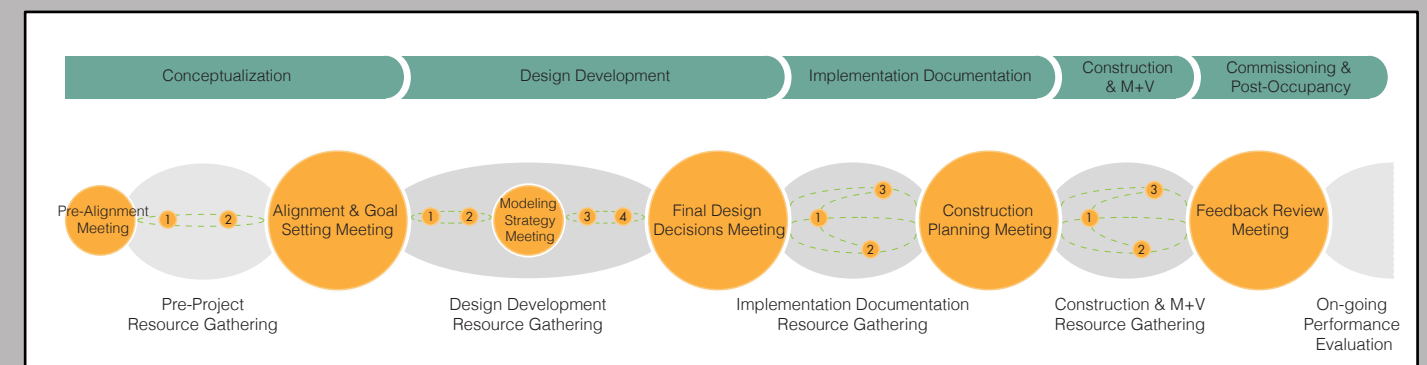 Conceptualization
Design Development
Implementation Documentation
Construction
& M+V
Commissioning &
Post-Occupancy
Pre-Alignment
Meeting
1
2
Alignment & Goal
Setting Meeting
1
2
Modeling
Strategy
Meeting
3
4
Final Design
Decisions Meeting
1
3
2
Construction
Planning Meeting
1
3
2
Feedback Review
Meeting
Pre-Project
Resource Gathering
Design Development
Resource Gathering
Implementation Documentation
Resource Gathering
Construction & M+V
Resource Gathering
On-going
Performance
Evaluation